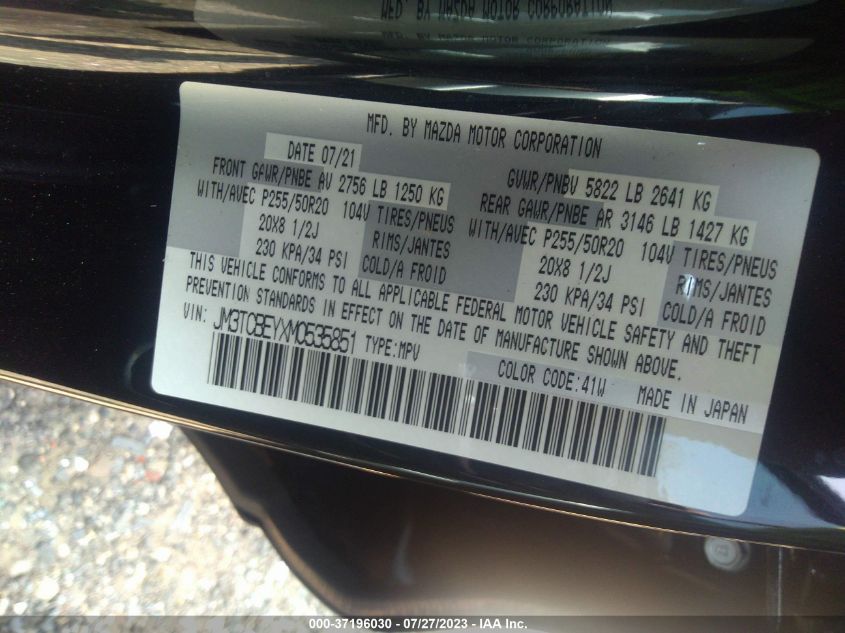 MFD. BY MAZDA MOTOR CORPORATION
MFD. BY MAZDA MOTOR CORPORATION
DATE 07/21
GVWR/PNBV 5822 LB 2641 KG
FRONT GAWR/PNBE AV 2756 LB 1250 KG
REAR GAWR/PNBE AR 3146 LB 1427 KG
WITH/AVEC P255/50R20 104V TIRES/PNEUS
WITH/AVEC P255/50R20 104V TIRES/PNEUS
20X8 1/2J RIMS/JANTES
20X8 1/2J RIMS/JANTES
230 KPA/34 PSI COLD/A FROID
230 KPA/34 PSI COLD/A FROID
THIS VEHICLE CONFORMS TO ALL APPLICABLE FEDERAL MOTOR VEHICLE SAFETY AND THEFT
PREVENTION STANDARDS IN EFFECT ON THE DATE OF MANUFACTURE SHOWN ABOVE.
VIN: JM3TCBEYXM0535851 TYPE:MPV
COLOR CODE:41W MADE IN JAPAN
000-37196030 - 07/27/2023 - IAA Inc.